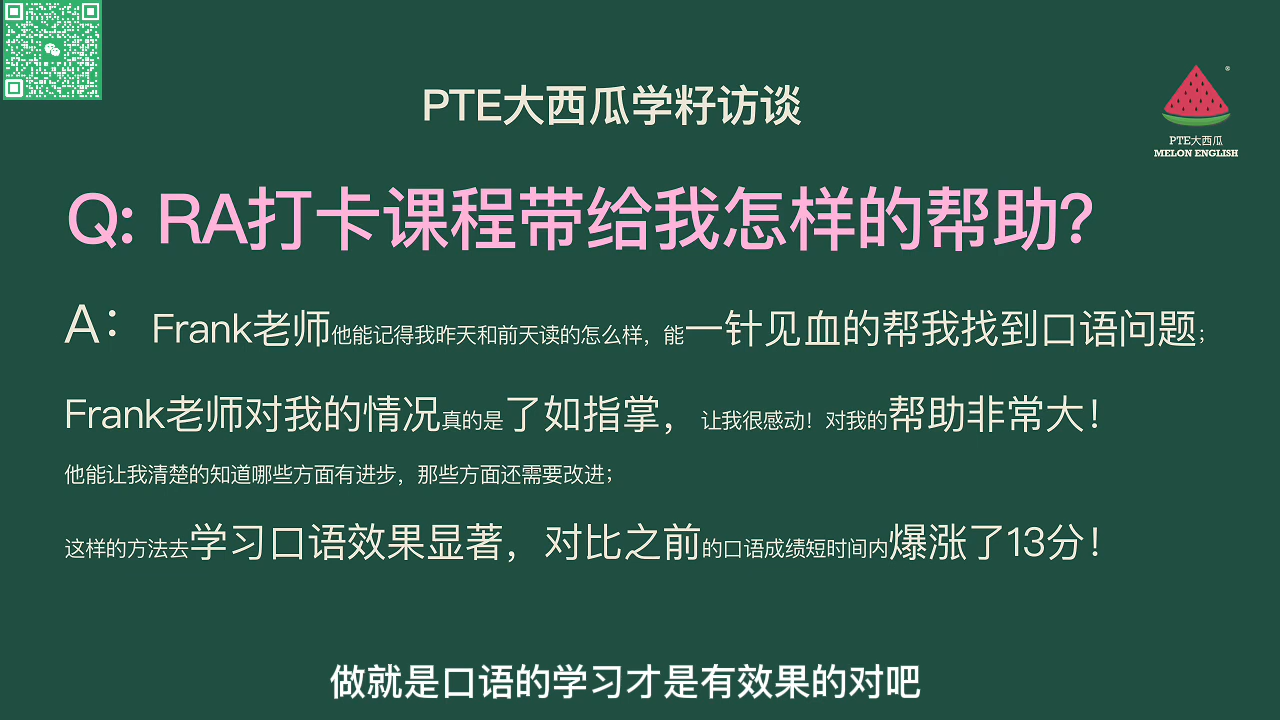 PTE大西瓜学籽访谈
®
PTE大西瓜
MELON ENGLISH
Q: RA打卡课程带给我怎样的帮助?
A： Frank老师他能记得我昨天和前天读的怎么样，能一针见血的帮我找到口语问题；
Frank老师对我的情况真的是了如指掌，让我很感动！对我的帮助非常大！
他能让我清楚的知道哪些方面有进步，那些方面还需要改进；
这样的方法去学习口语效果显著，对比之前的口语成绩短时间内爆涨了13分！
做就是口语的学习才是有效果的对吧